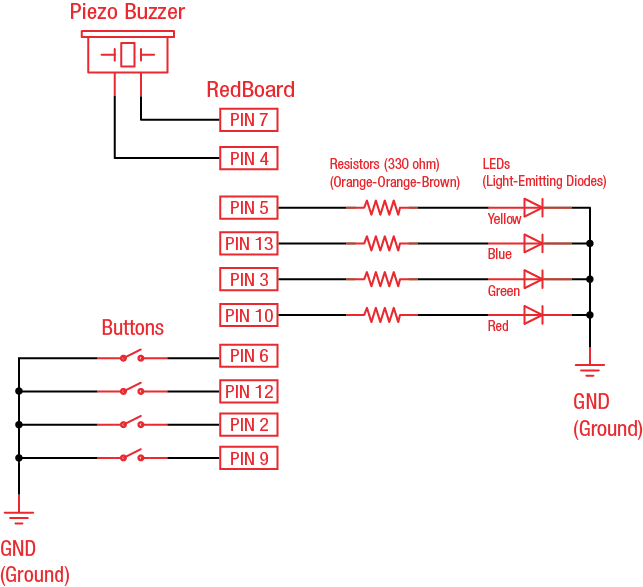 Piezo Buzzer
RedBoard
PIN 7
PIN 4
Resistors (330 ohm)
(Orange-Orange-Brown)
LEDs
(Light-Emitting Diodes)
PIN 5
Yellow
PIN 13
Blue
PIN 3
Green
PIN 10
Red
Buttons
PIN 6
PIN 12
PIN 2
PIN 9
GND
(Ground)
GND
(Ground)